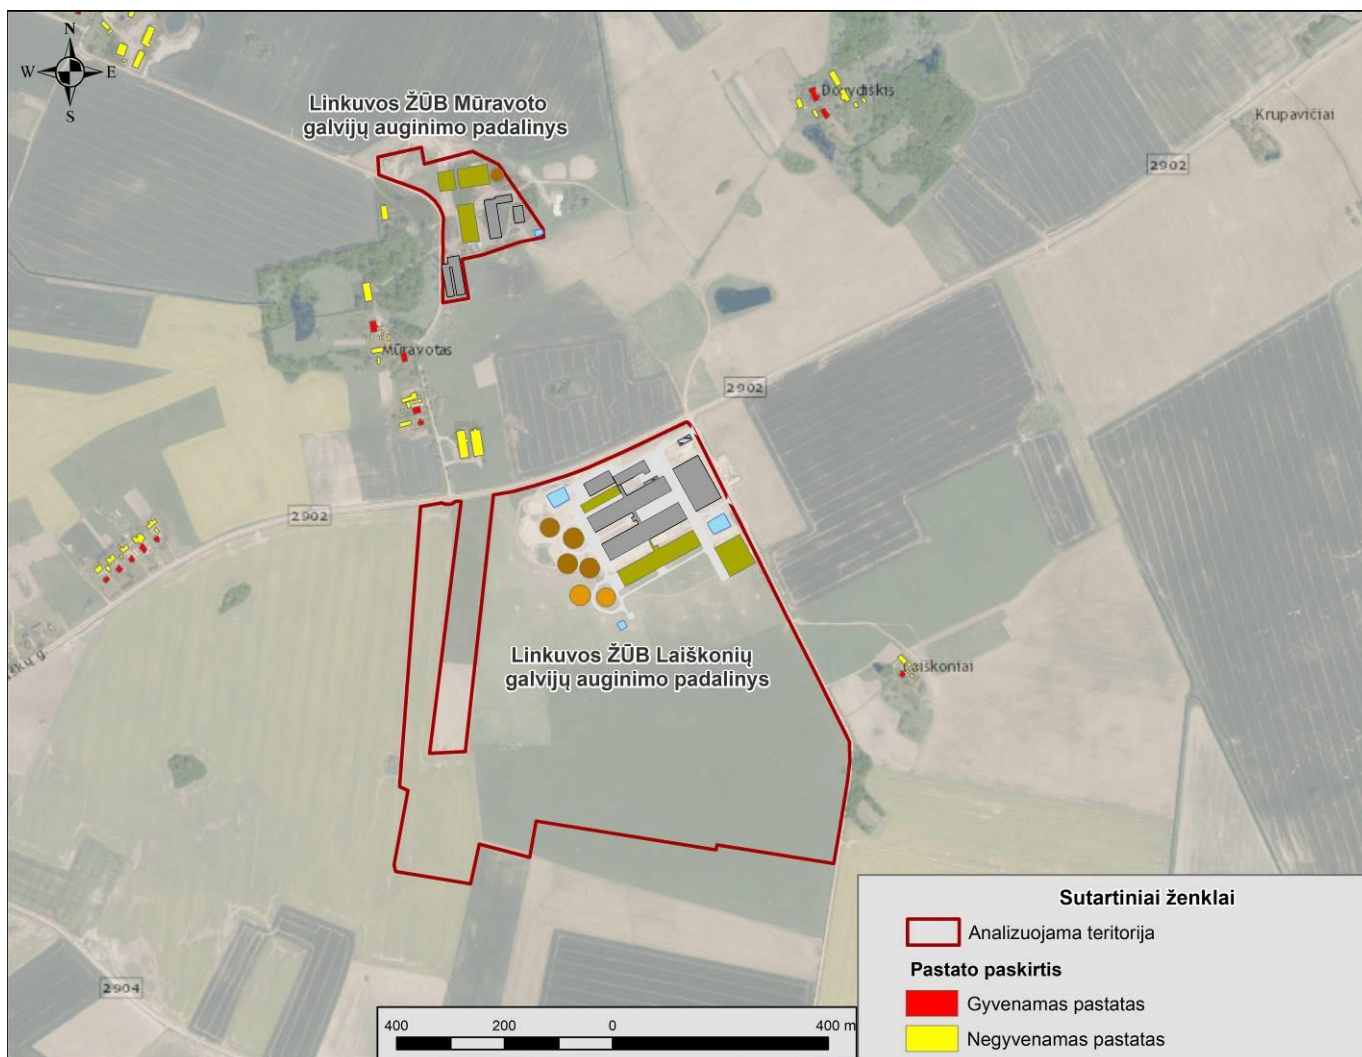 N
W E
S
Linkuvos ŽŪB Mūravoto
galvijų auginimo padalinys
Krupavičiai
2902
Mūravotas
2902
2902
Linkuvos ŽŪB Laiškonių
galvijų auginimo padalinys
Laiškoniai
2904
400 200 0 400 m
Sutartiniai ženklai
Analizuojama teritorija
Pastato paskirtis
Gyvenamas pastatas
Negyvenamas pastatas